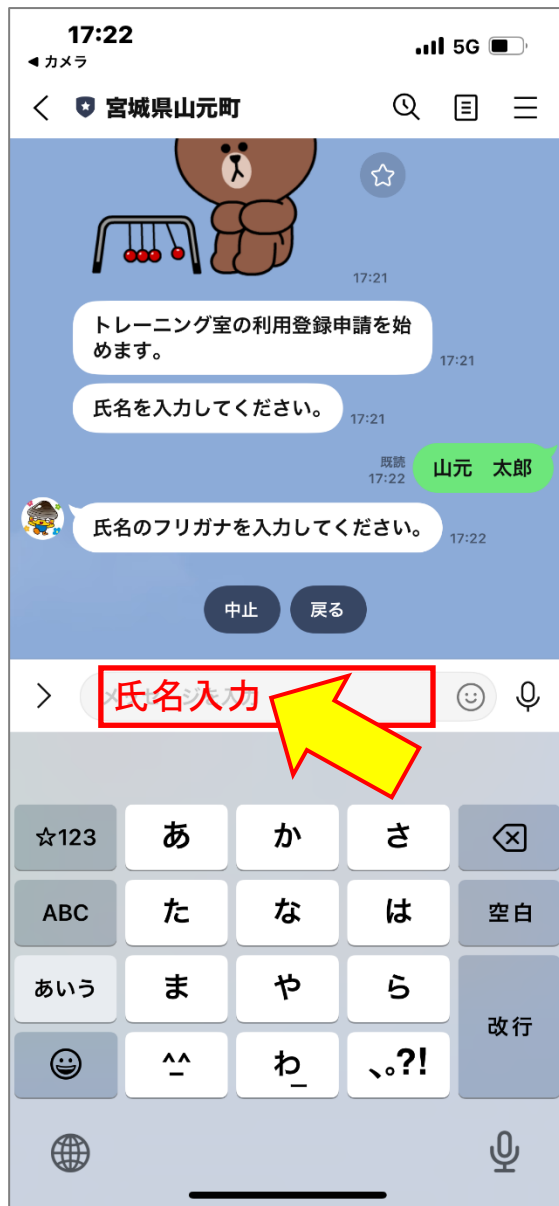 17:22
5G
◀ カメラ
宮城県山元町
17:21
トレーニング室の利用登録申請を始
めます。
17:21
氏名を入力してください。
17:21
既読
17:22
山元　太郎
氏名のフリガナを入力してください。
17:22
中止
戻る
氏名入力
☆123
あ
か
さ
ABC
た
な
は
空白
あいう
ま
や
ら
改行
^_^
わ_
、。?!